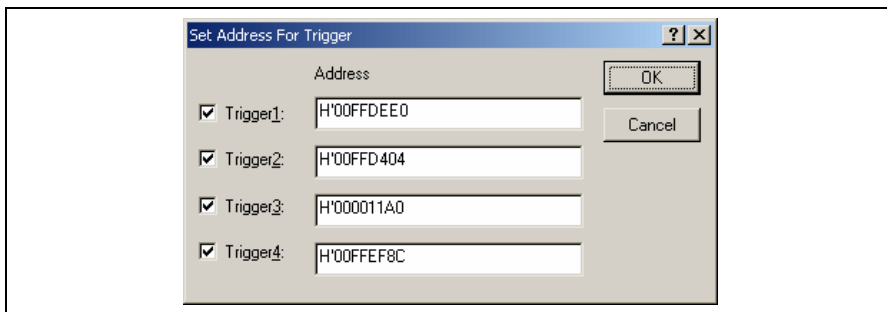 Set Address For Trigger
Address
OK
Trigger1: H'00FFDEE0
Cancel
Trigger2: H'00FFD404
Trigger3: H'000011A0
Trigger4: H'00FFEF8C